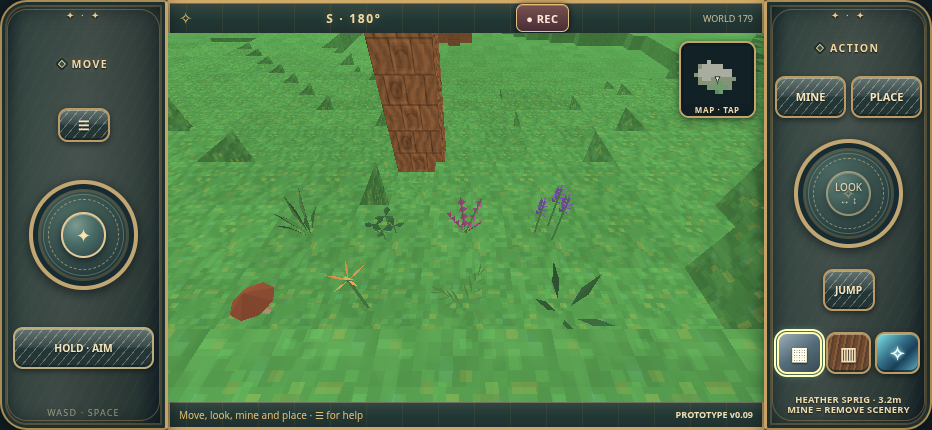 MOVE
HOLD · AIM
WASD · SPACE
S · 180°
● REC
WORLD 179
MAP · TAP
Move, look, mine and place · ☰ for help
PROTOTYPE v0.09
ACTION
MINE
PLACE
LOOK
JUMP
HEATHER SPRIG · 3.2m
MINE = REMOVE SCENERY